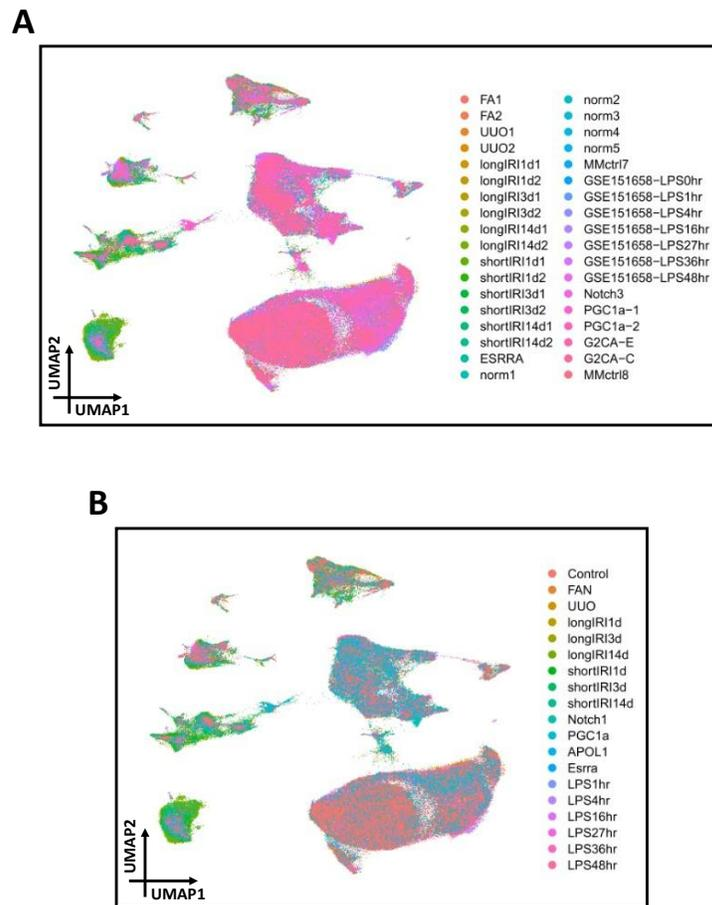 A
FA1
FA2
UUO1
UUO2
longIRI1d1
longIRI1d2
longIRI3d1
longIRI3d2
longIRI14d1
longIRI14d2
shortIRI1d1
shortIRI1d2
shortIRI3d1
shortIRI3d2
shortIRI14d1
shortIRI14d2
ESRRA
norm1
norm2
norm3
norm4
norm5
MMctrl7
GSE151658-LPS0hr
GSE151658-LPS1hr
GSE151658-LPS4hr
GSE151658-LPS16hr
GSE151658-LPS27hr
GSE151658-LPS36hr
GSE151658-LPS48hr
Notch3
PGC1a-1
PGC1a-2
G2CA-E
G2CA-C
MMctrl8
UMAP2
UMAP1
B
Control
FAN
UUO
longIRI1d
longIRI3d
longIRI14d
shortIRI1d
shortIRI3d
shortIRI14d
Notch1
PGC1a
APOL1
Esrra
LPS1hr
LPS4hr
LPS16hr
LPS27hr
LPS36hr
LPS48hr
UMAP2
UMAP1